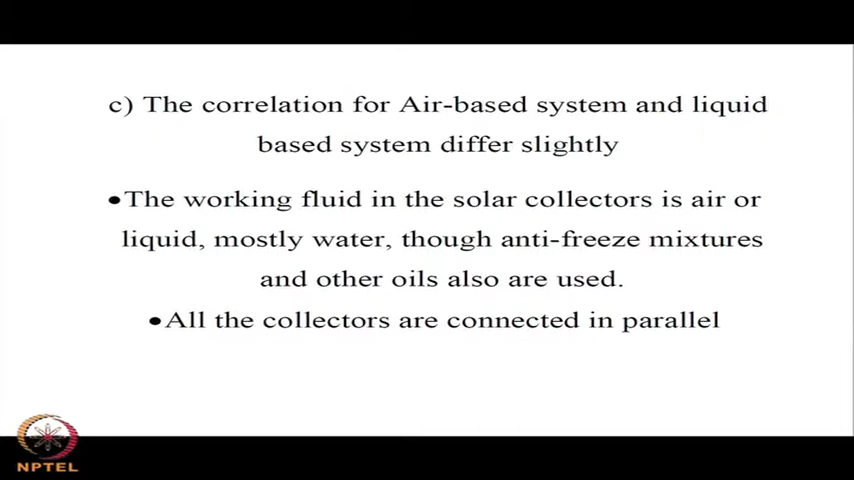 c) The correlation for Air-based system and liquid
based system differ slightly
•The working fluid in the solar collectors is air or
liquid, mostly water, though anti-freeze mixtures
and other oils also are used.
•All the collectors are connected in parallel
NPTEL